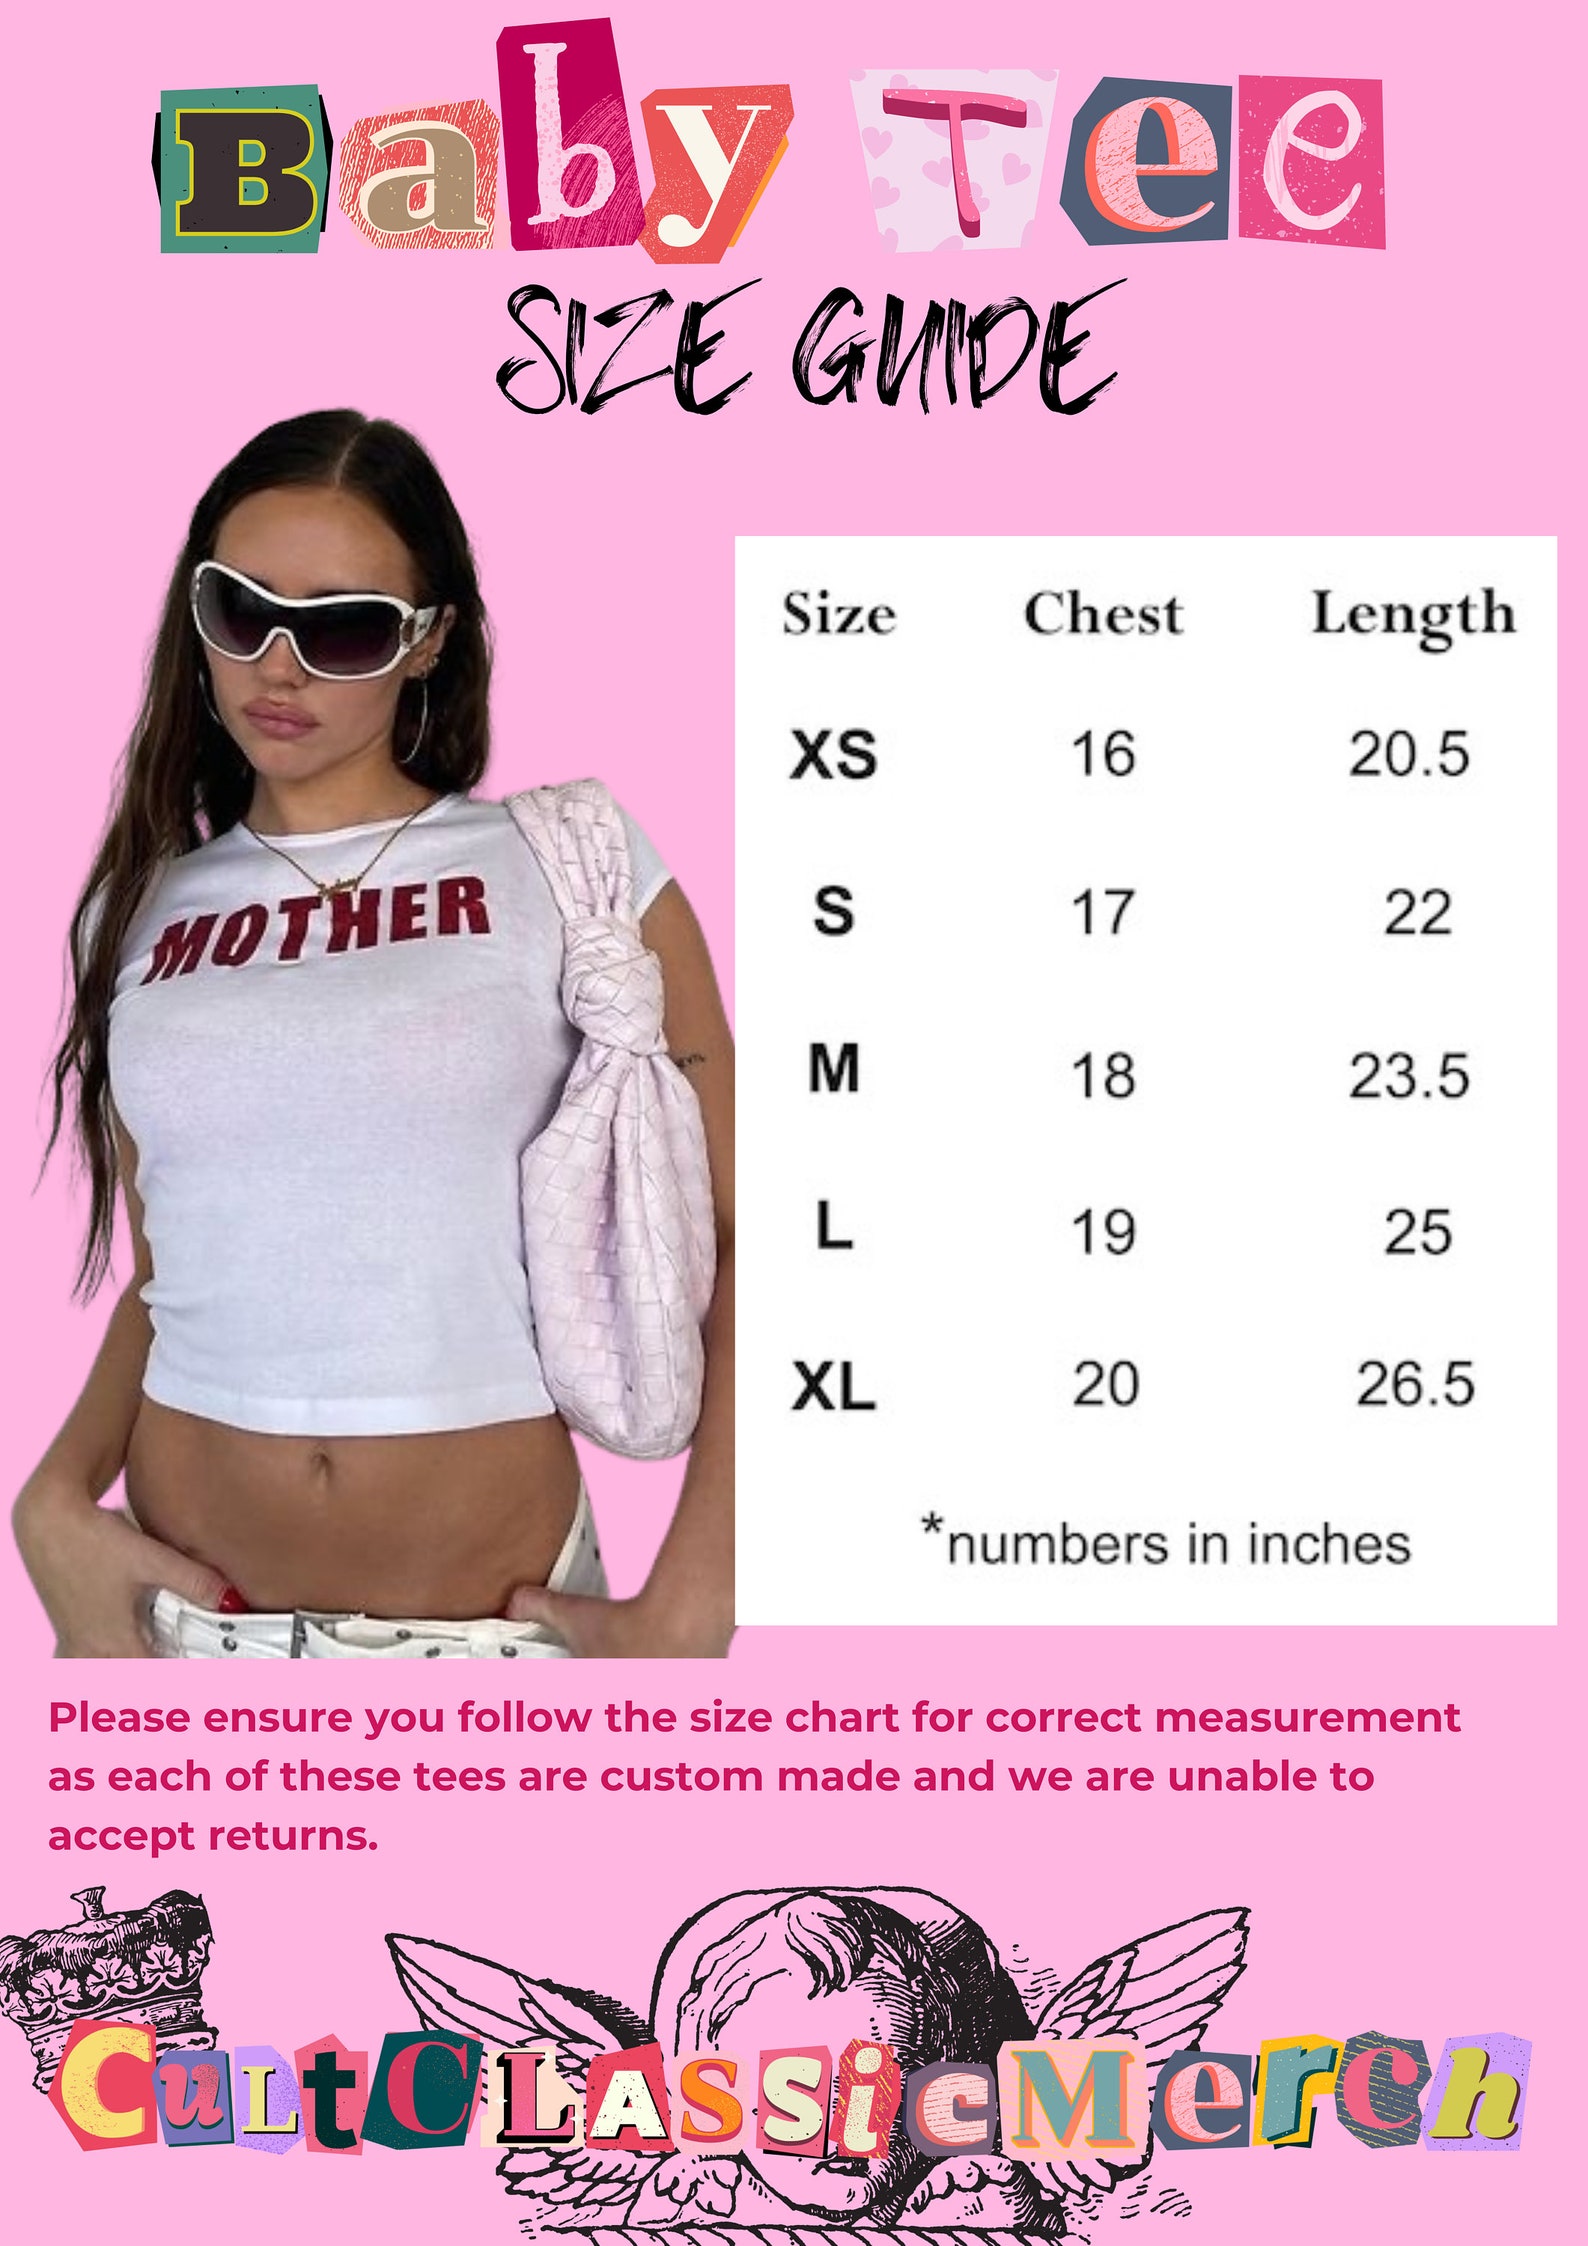 Baby Tee
SIZE GUIDE
MOTHER
Size Chest Length
XS 16 20.5
S 17 22
M 18 23.5
L 19 25
XL 20 26.5
*numbers in inches
Please ensure you follow the size chart for correct measurement
as each of these tees are custom made and we are unable to
accept returns.
CuLtCLAsSicMerch